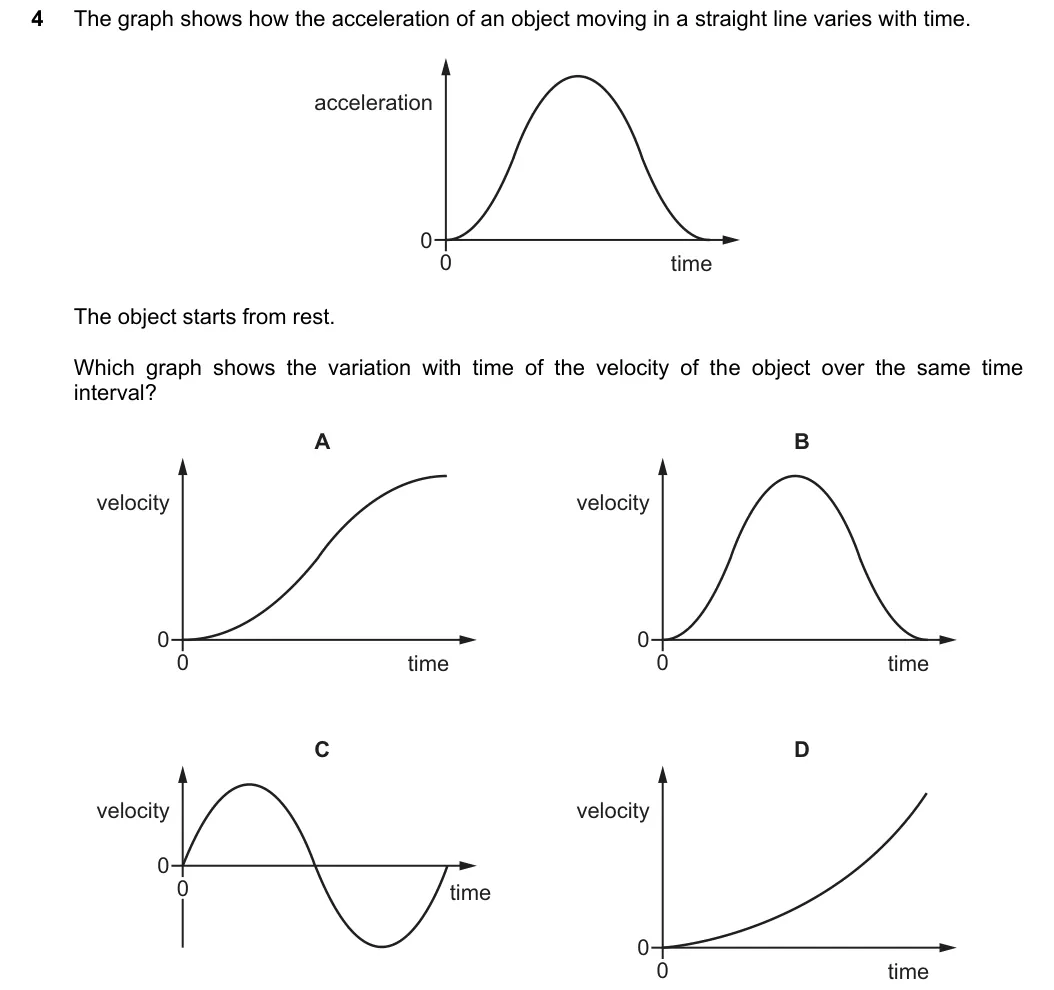 4 The graph shows how the acceleration of an object moving in a straight line varies with time.
acceleration
0
0
time
The object starts from rest.
Which graph shows the variation with time of the velocity of the object over the same time
interval?
A
velocity
0
0
time
B
velocity
0
0
time
C
velocity
0
0
time
D
velocity
0
0
time